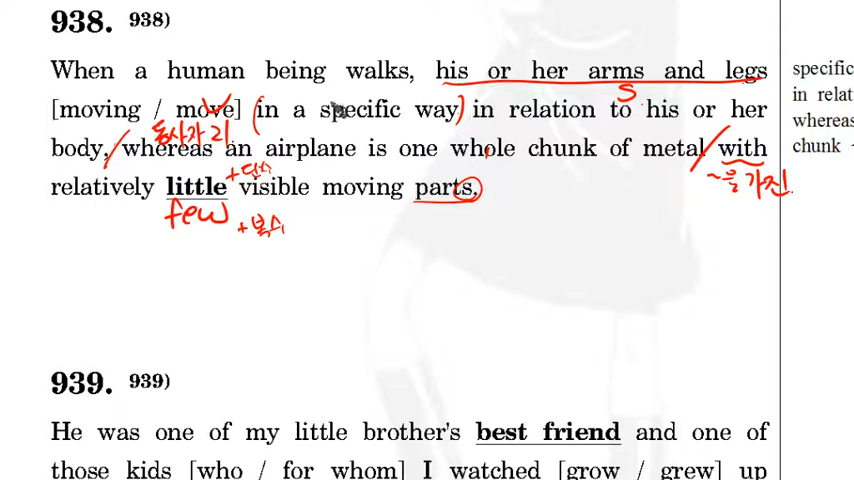 938. 938)
When a human being walks, his or her arms and legs
S
[moving / move] (in a specific way) in relation to his or her
동사자리
body, whereas an airplane is one whole chunk of metal with
+단수
~을 가진
relatively little visible moving parts.
few +복수
specific
in relat
whereas
chunk
939. 939)
He was one of my little brother's best friend and one of
those kids [who / for whom] I watched [grow / grew] up